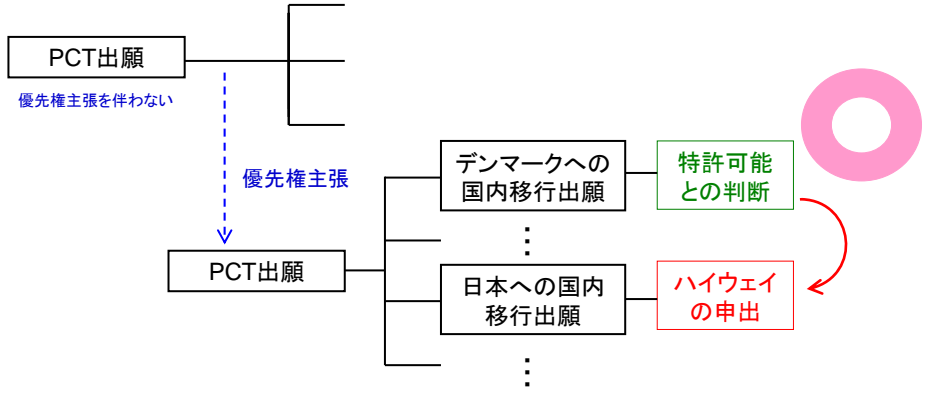 PCT出願
優先権主張を伴わない
優先権主張
PCT出願
デンマークへの
国内移行出願
特許可能
との判断
⋮
日本への国内
移行出願
ハイウェイ
の申出
⋮